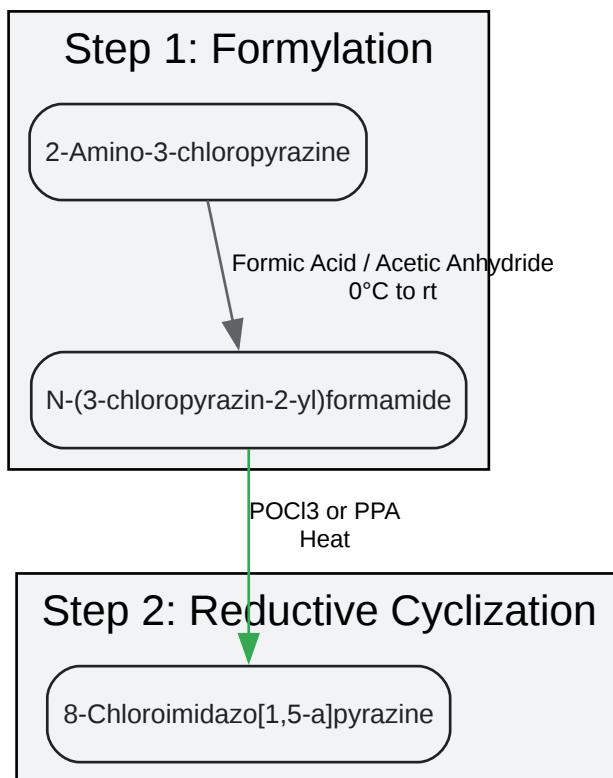 Step 1: Formylation
2-Amino-3-chloropyrazine
Formic Acid / Acetic Anhydride
0°C to rt
N-(3-chloropyrazin-2-yl)formamide
POCl3 or PPA
Heat
Step 2: Reductive Cyclization
8-Chloroimidazo[1,5-a]pyrazine